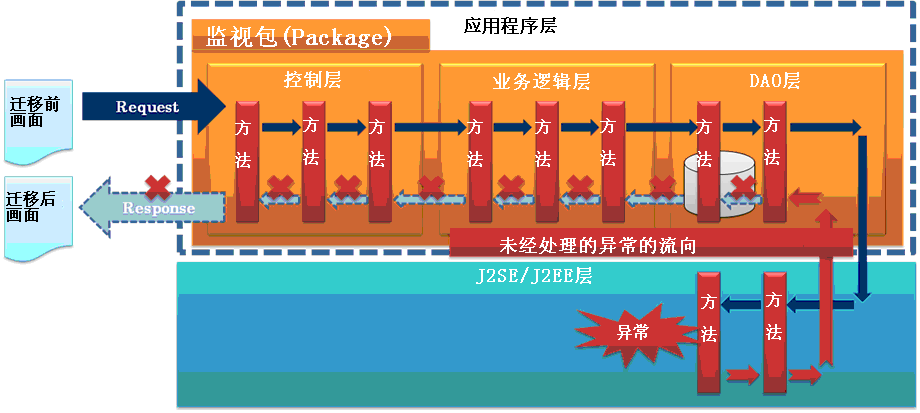 应用程序层
监视包(Package)
控制层
业务逻辑层
DAO层
迁移前
画面
Request
方法
方法
方法
方法
方法
方法
方法
方法
迁移后
画面
Response
未经处理的异常的流向
J2SE/J2EE层
异常
方法
方法